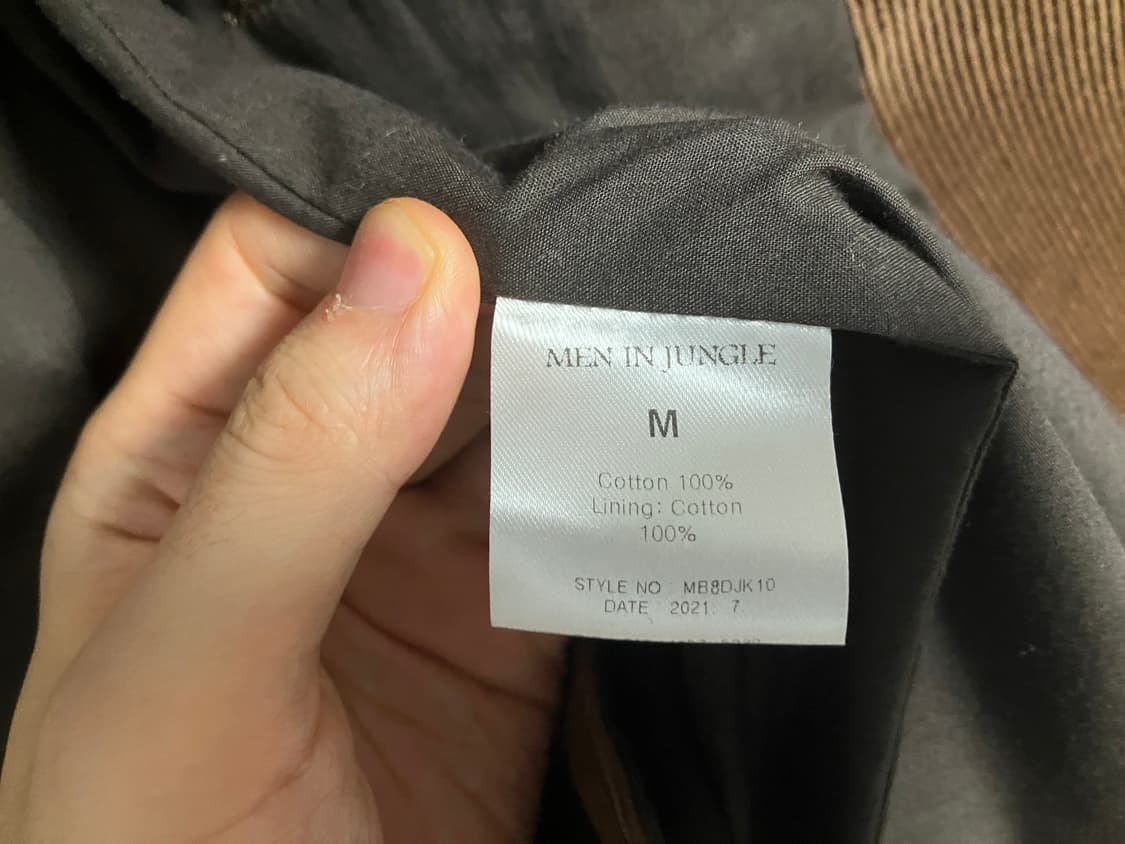 MEN IN JUNGLE
M
Cotton 100%
Lining: Cotton
100%
STYLE NO : MB8DJK10
DATE : 2021. 7.